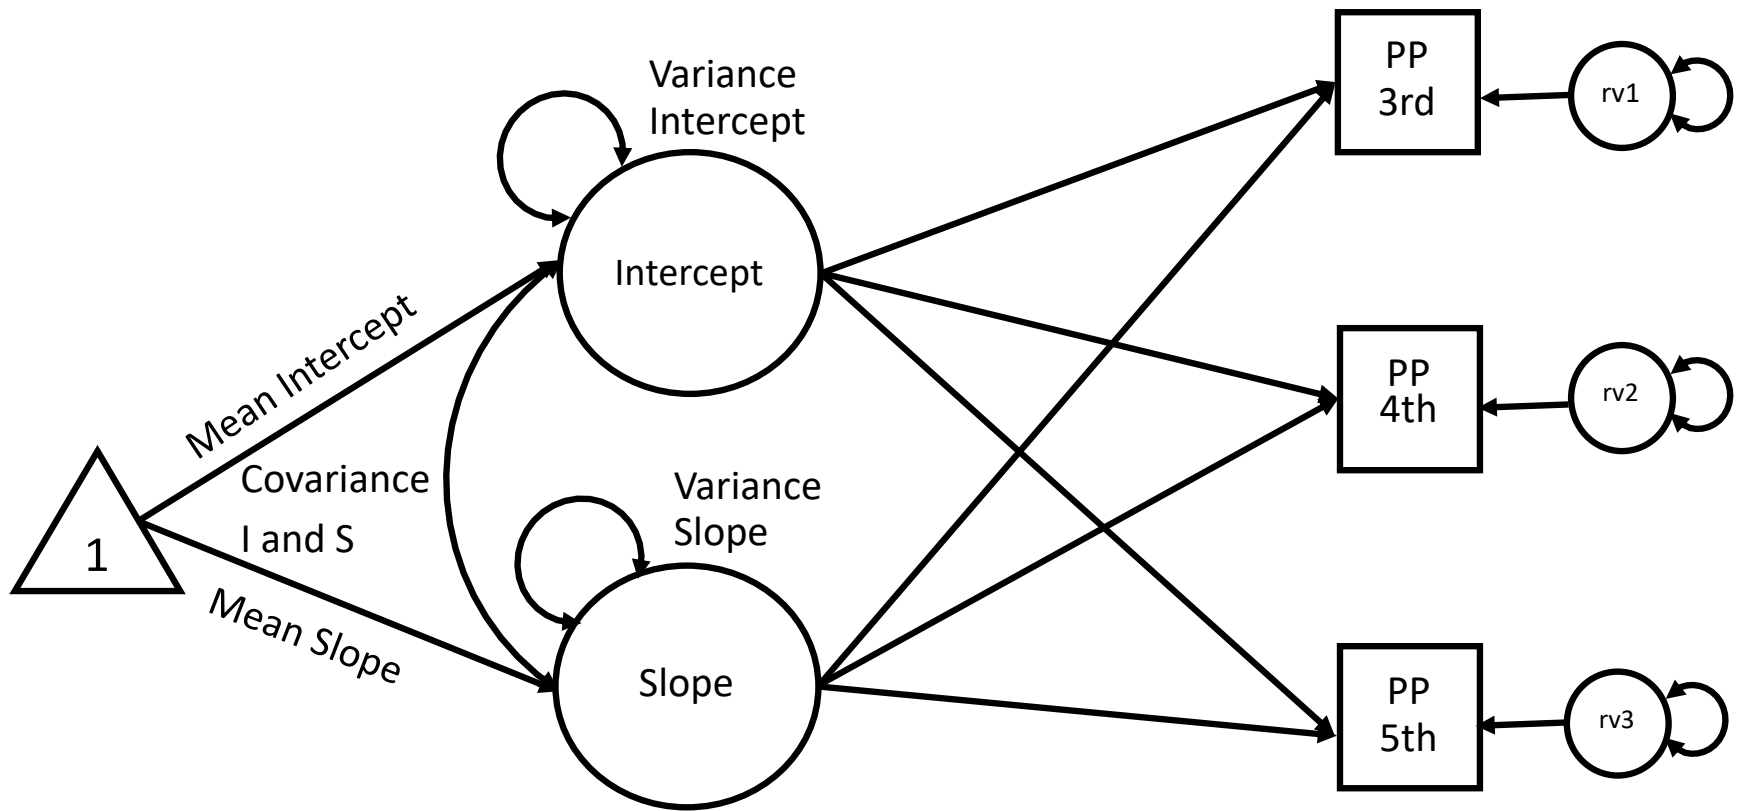 Variance
Intercept
Intercept
Mean Intercept
Covariance
I and S
1
Mean Slope
Variance
Slope
Slope
PP
3rd
rv1
PP
4th
rv2
PP
5th
rv3